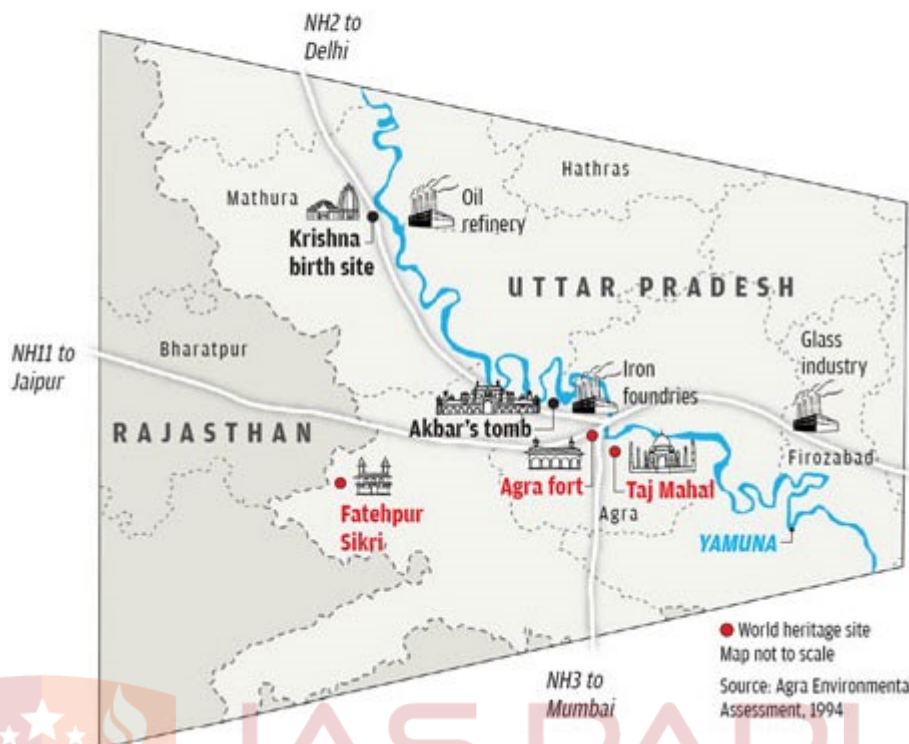 NH2 to
Delhi
Hathras
Mathura
Oil
refinery
Krishna
birth site
UTTAR PRADESH
NH11 to
Jaipur
Bharatpur
Glass
industry
Iron
foundries
RAJASTHAN
Akbar's tomb
Firozabad
Agra fort
Taj Mahal
Agra
Fatehpur
Sikri
YAMUNA
World heritage site
Map not to scale
NH3 to
Mumbai
Source: Agra Environmenta
Assessment, 1994